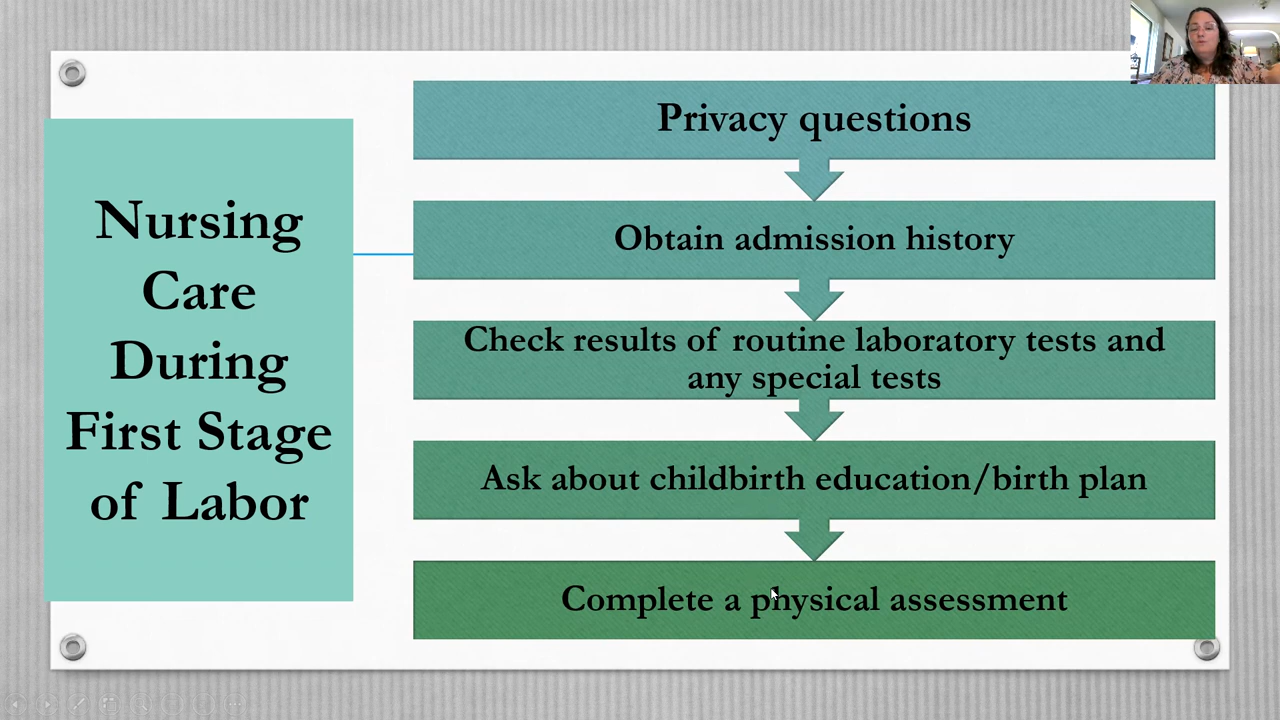 Nursing
Care
During
First Stage
of Labor
Privacy questions
Obtain admission history
Check results of routine laboratory tests and
any special tests
Ask about childbirth education/birth plan
Complete a physical assessment